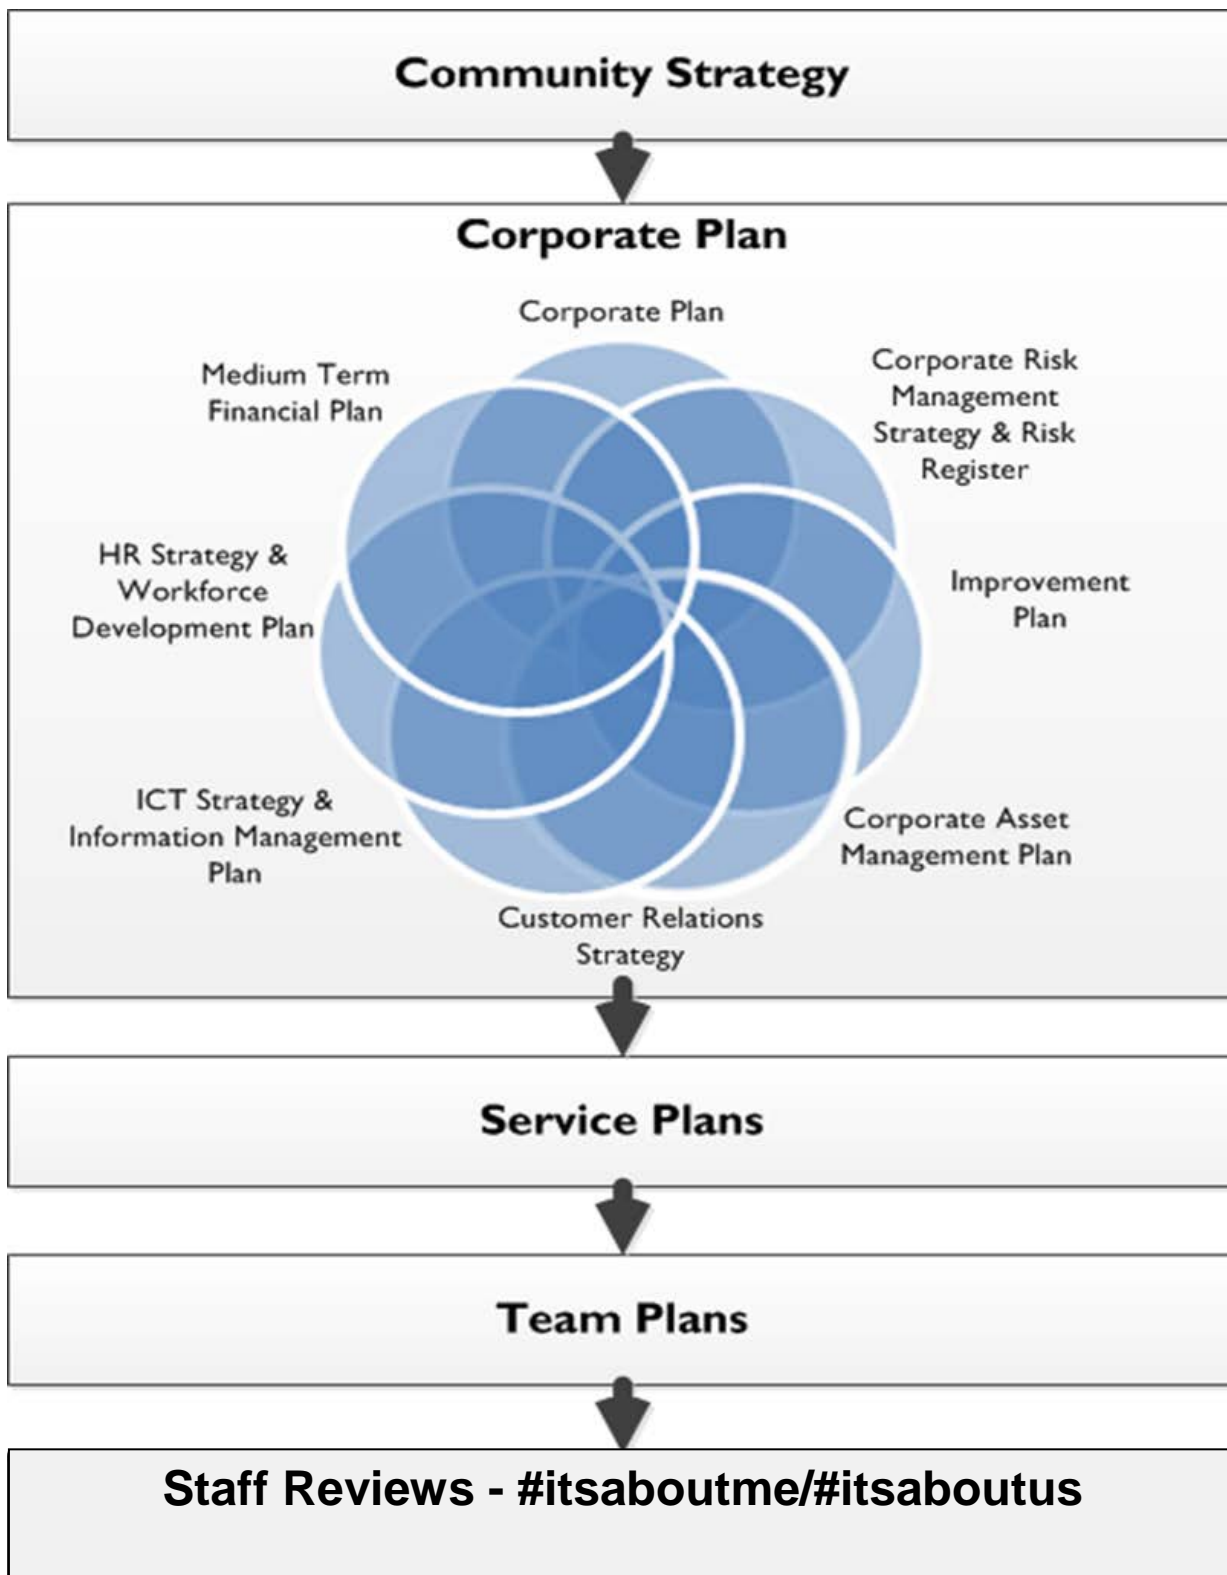 Community Strategy
Corporate Plan
Corporate Plan
Medium Term
Financial Plan
Corporate Risk
Management
Strategy & Risk
Register
HR Strategy &
Workforce
Development Plan
Improvement
Plan
ICT Strategy &
Information Management
Plan
Corporate Asset
Management Plan
Customer Relations
Strategy
Service Plans
Team Plans
Staff Reviews - #itsaboutme/#itsaboutus